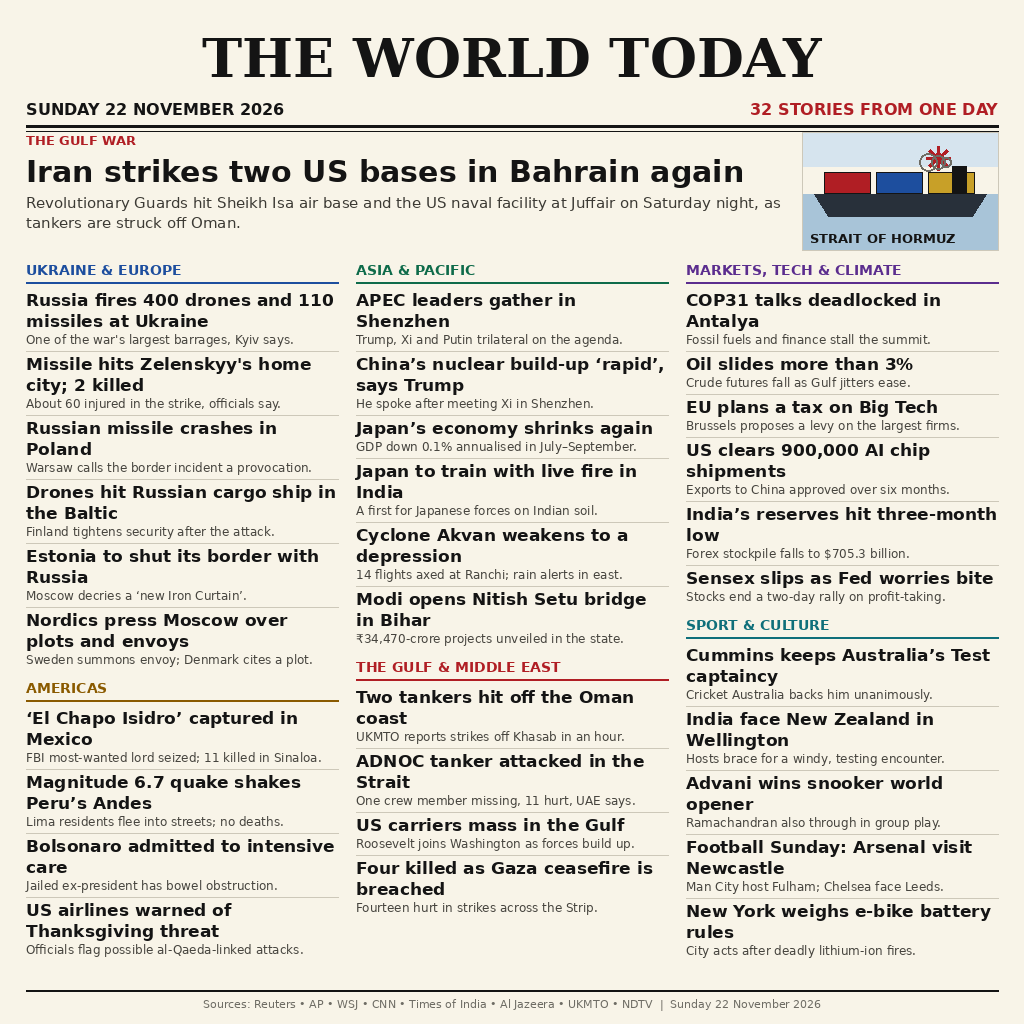 THE WORLD TODAY
SUNDAY 22 NOVEMBER 2026
32 STORIES FROM ONE DAY
THE GULF WAR
Iran strikes two US bases in Bahrain again
Revolutionary Guards hit Sheikh Isa air base and the US naval facility at Juffair on Saturday night, as
tankers are struck off Oman.
STRAIT OF HORMUZ
UKRAINE & EUROPE
Russia fires 400 drones and 110
missiles at Ukraine
One of the war's largest barrages, Kyiv says.
Missile hits Zelenskyy's home
city; 2 killed
About 60 injured in the strike, officials say.
Russian missile crashes in
Poland
Warsaw calls the border incident a provocation.
Drones hit Russian cargo ship in
the Baltic
Finland tightens security after the attack.
Estonia to shut its border with
Russia
Moscow decries a ‘new Iron Curtain’.
Nordics press Moscow over
plots and envoys
Sweden summons envoy; Denmark cites a plot.
AMERICAS
‘El Chapo Isidro’ captured in
Mexico
FBI most-wanted lord seized; 11 killed in Sinaloa.
Magnitude 6.7 quake shakes
Peru’s Andes
Lima residents flee into streets; no deaths.
Bolsonaro admitted to intensive
care
Jailed ex-president has bowel obstruction.
US airlines warned of
Thanksgiving threat
Officials flag possible al-Qaeda-linked attacks.
ASIA & PACIFIC
APEC leaders gather in
Shenzhen
Trump, Xi and Putin trilateral on the agenda.
China’s nuclear build-up ‘rapid’,
says Trump
He spoke after meeting Xi in Shenzhen.
Japan’s economy shrinks again
GDP down 0.1% annualised in July–September.
Japan to train with live fire in
India
A first for Japanese forces on Indian soil.
Cyclone Akvan weakens to a
depression
14 flights axed at Ranchi; rain alerts in east.
Modi opens Nitish Setu bridge
in Bihar
₹34,470-crore projects unveiled in the state.
THE GULF & MIDDLE EAST
Two tankers hit off the Oman
coast
UKMTO reports strikes off Khasab in an hour.
ADNOC tanker attacked in the
Strait
One crew member missing, 11 hurt, UAE says.
US carriers mass in the Gulf
Roosevelt joins Washington as forces build up.
Four killed as Gaza ceasefire is
breached
Fourteen hurt in strikes across the Strip.
MARKETS, TECH & CLIMATE
COP31 talks deadlocked in
Antalya
Fossil fuels and finance stall the summit.
Oil slides more than 3%
Crude futures fall as Gulf jitters ease.
EU plans a tax on Big Tech
Brussels proposes a levy on the largest firms.
US clears 900,000 AI chip
shipments
Exports to China approved over six months.
India’s reserves hit three-month
low
Forex stockpile falls to $705.3 billion.
Sensex slips as Fed worries bite
Stocks end a two-day rally on profit-taking.
SPORT & CULTURE
Cummins keeps Australia’s Test
captaincy
Cricket Australia backs him unanimously.
India face New Zealand in
Wellington
Hosts brace for a windy, testing encounter.
Advani wins snooker world
opener
Ramachandran also through in group play.
Football Sunday: Arsenal visit
Newcastle
Man City host Fulham; Chelsea face Leeds.
New York weighs e-bike battery
rules
City acts after deadly lithium-ion fires.
Sources: Reuters • AP • WSJ • CNN • Times of India • Al Jazeera • UKMTO • NDTV | Sunday 22 November 2026